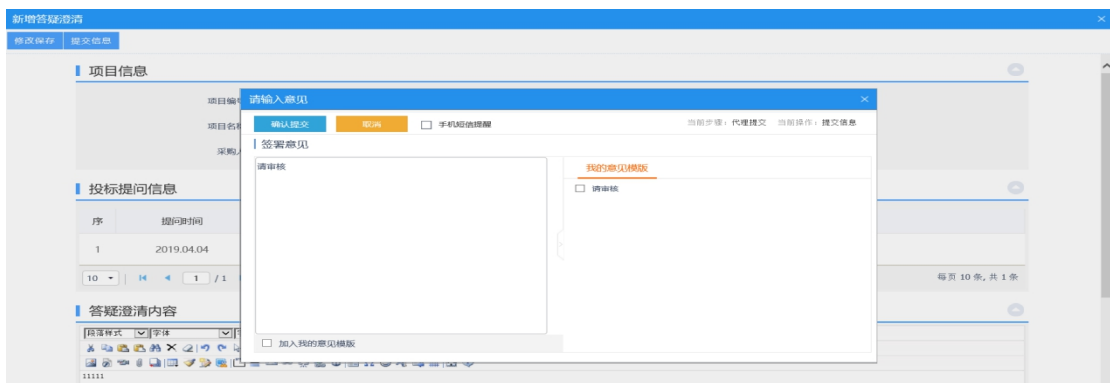 新增答疑澄清
修改保存 提交信息
项目信息
项目编
项目名
采购
请输入意见
确认提交 取消 手机短信提醒 当前步骤：代理提交 当前操作：提交信息
签署意见
请审核
我的意见模版
请审核
加入我的意见模版
投标提问信息
序 提问时间
1 2019.04.04
10 1 / 1 每页 10 条, 共 1 条
答疑澄清内容
段落样式 字体
11111